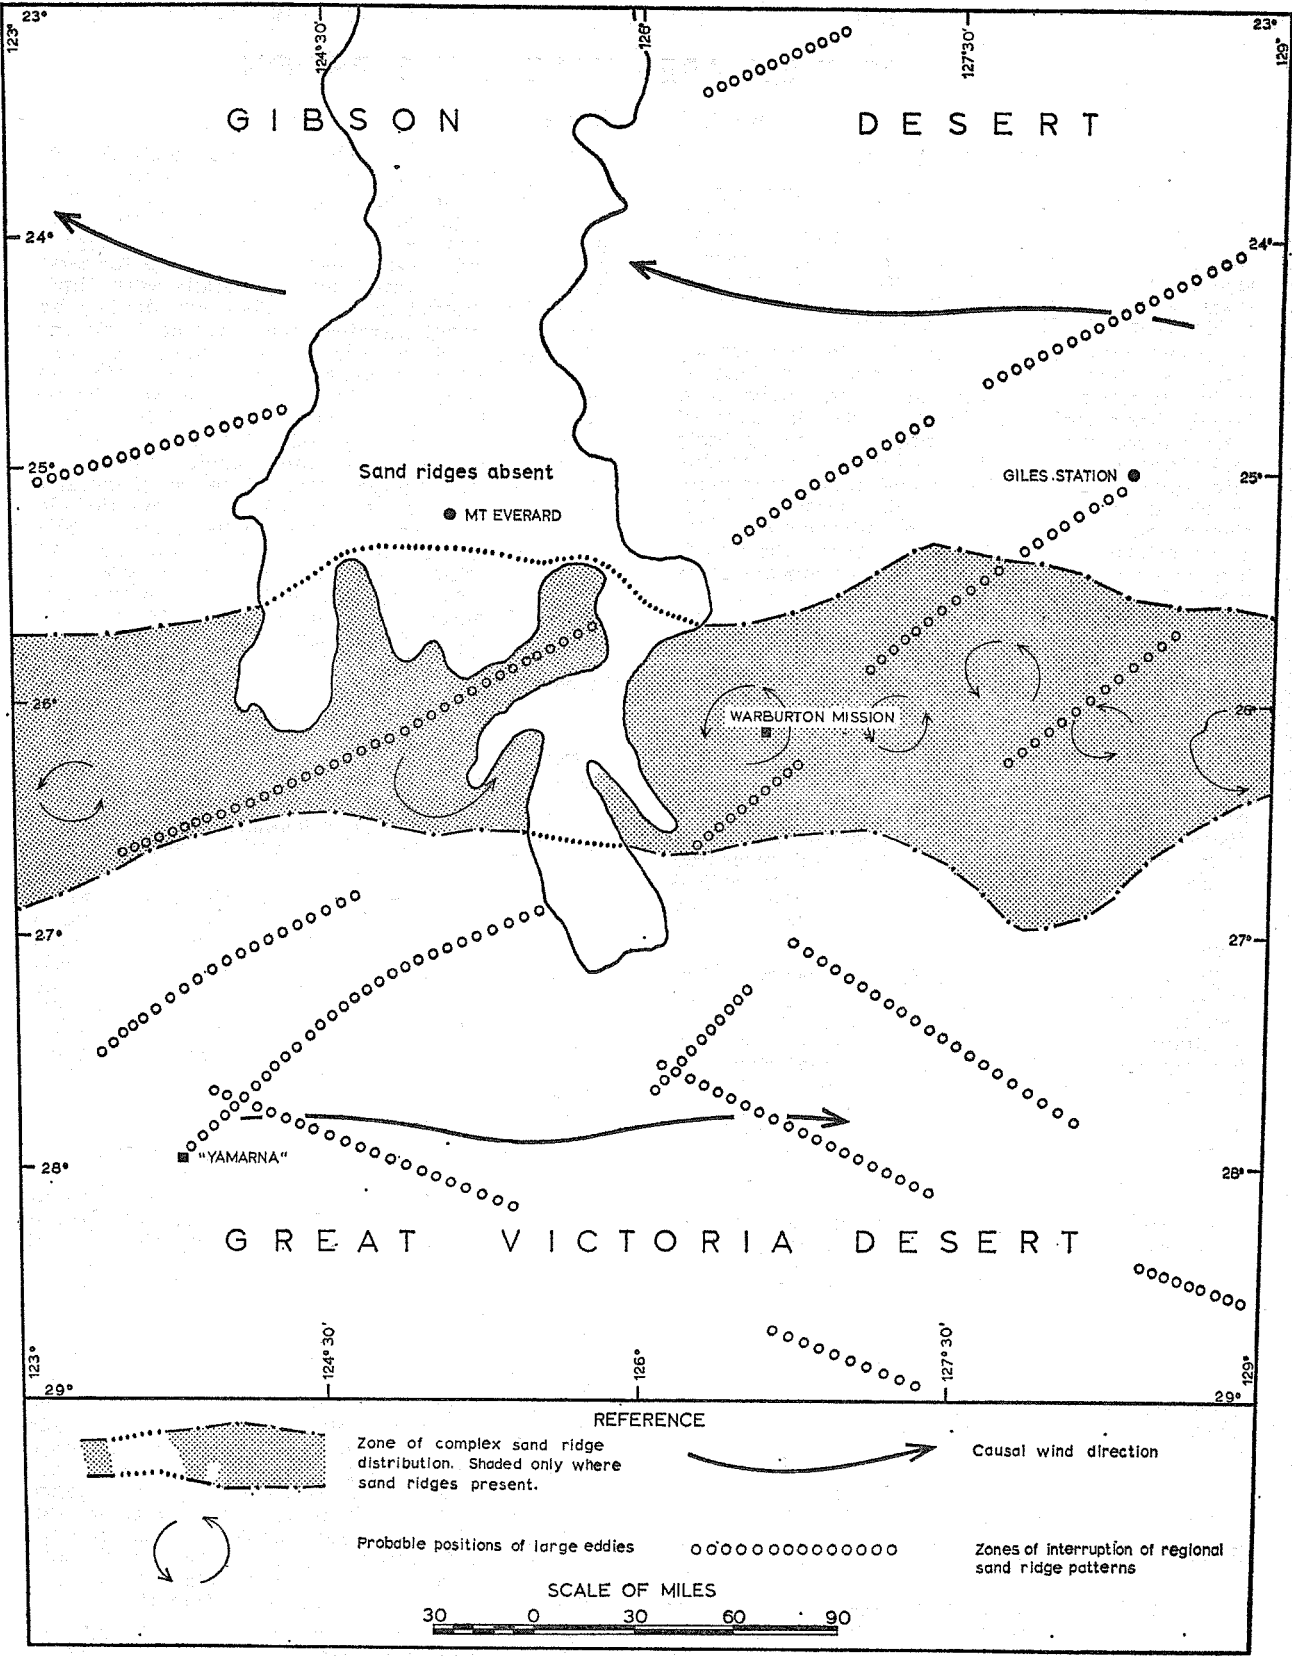 23° 124°30' 126° 127°30' 23°
123° 129°
GIBSON DESERT
24° 24°
25° Sand ridges absent GILES STATION 25°
MT EVERARD
26° WARBURTON MISSION 26°
27° 27°
28° "YAMARNA" 28°
GREAT VICTORIA DESERT
123° 124°30' 126° 127°30' 129°
29° 29°
REFERENCE
Zone of complex sand ridge
distribution. Shaded only where
sand ridges present.
Causal wind direction
Probable positions of large eddies
Zones of interruption of regional
sand ridge patterns
SCALE OF MILES
30 0 30 60 90